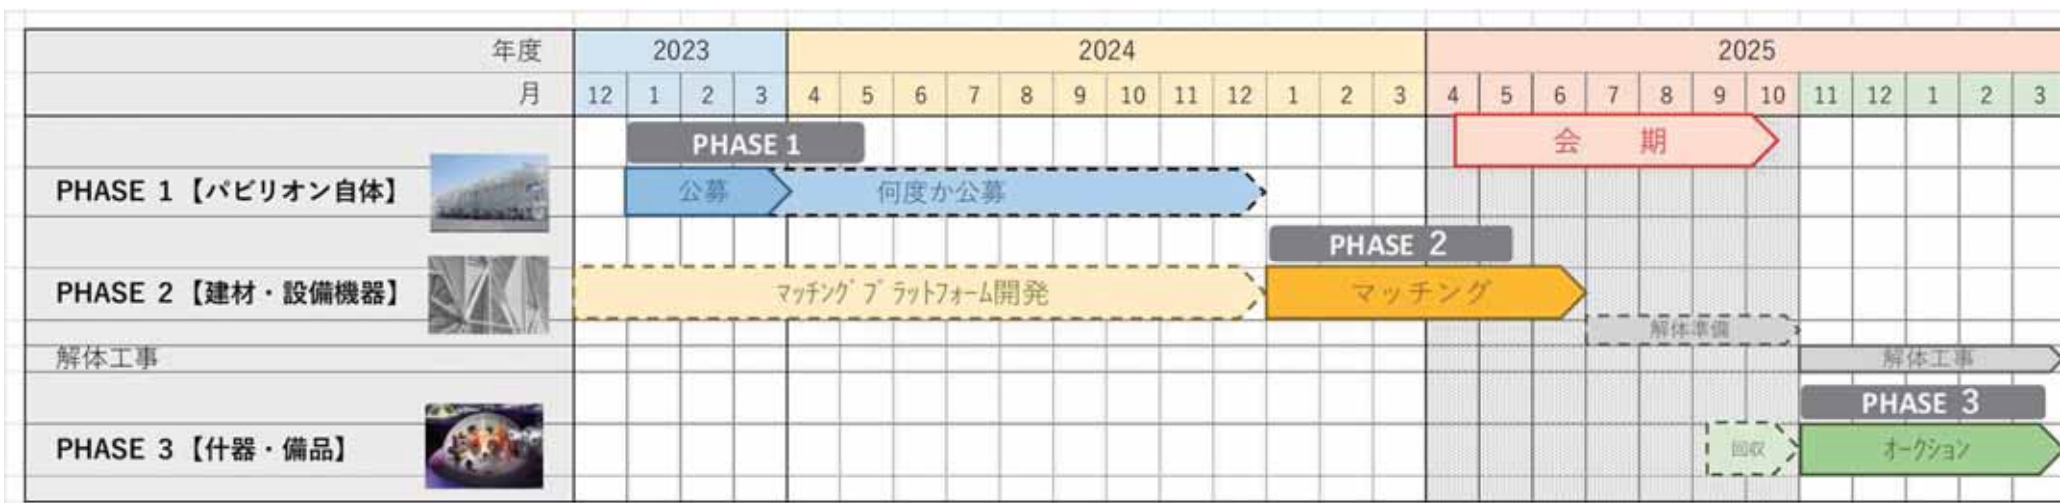 年度 2023 2024 2025
月 12 1 2 3 4 5 6 7 8 9 10 11 12 1 2 3 4 5 6 7 8 9 10 11 12 1 2 3
PHASE 1 会 期
PHASE 1【パビリオン自体】 公募 何度か公募
PHASE 2
PHASE 2【建材・設備機器】 ﾏｯﾁﾝｸﾞﾌﾟﾗｯﾄﾌｫｰﾑ開発 マッチング
解体準備
解体工事 解体工事
PHASE 3
PHASE 3【什器・備品】 回収 ｵｰｸｼｮﾝ